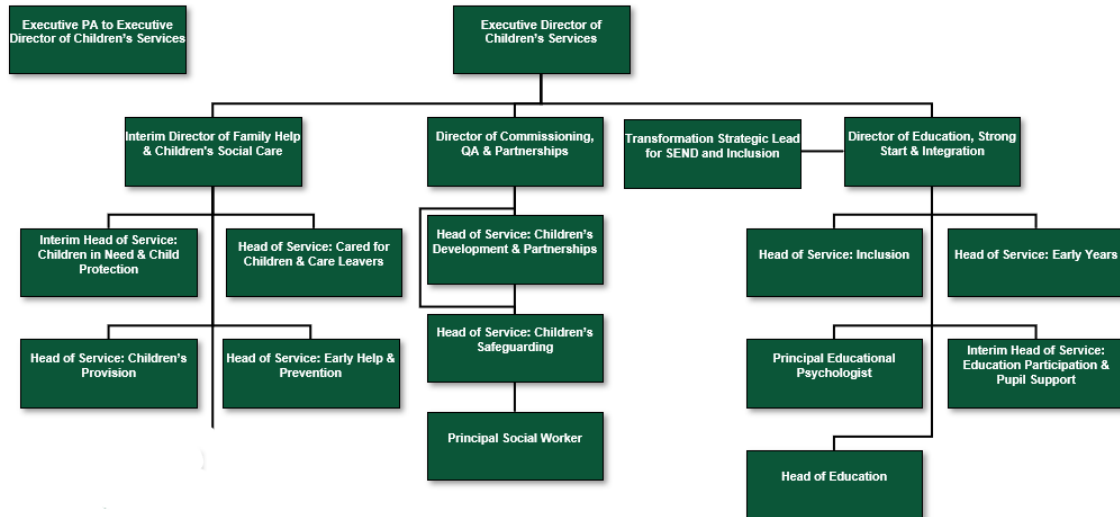 Executive PA to Executive
Director of Children's Services
Executive Director of
Children's Services
Interim Director of Family Help
& Children's Social Care
Director of Commissioning,
QA & Partnerships
Transformation Strategic Lead
for SEND and Inclusion
Director of Education, Strong
Start & Integration
Interim Head of Service:
Children in Need & Child
Protection
Head of Service: Cared for
Children & Care Leavers
Head of Service: Children's
Development & Partnerships
Head of Service: Inclusion
Head of Service: Early Years
Head of Service: Children's
Provision
Head of Service: Early Help &
Prevention
Head of Service: Children's
Safeguarding
Principal Educational
Psychologist
Interim Head of Service:
Education Participation &
Pupil Support
Principal Social Worker
Head of Education